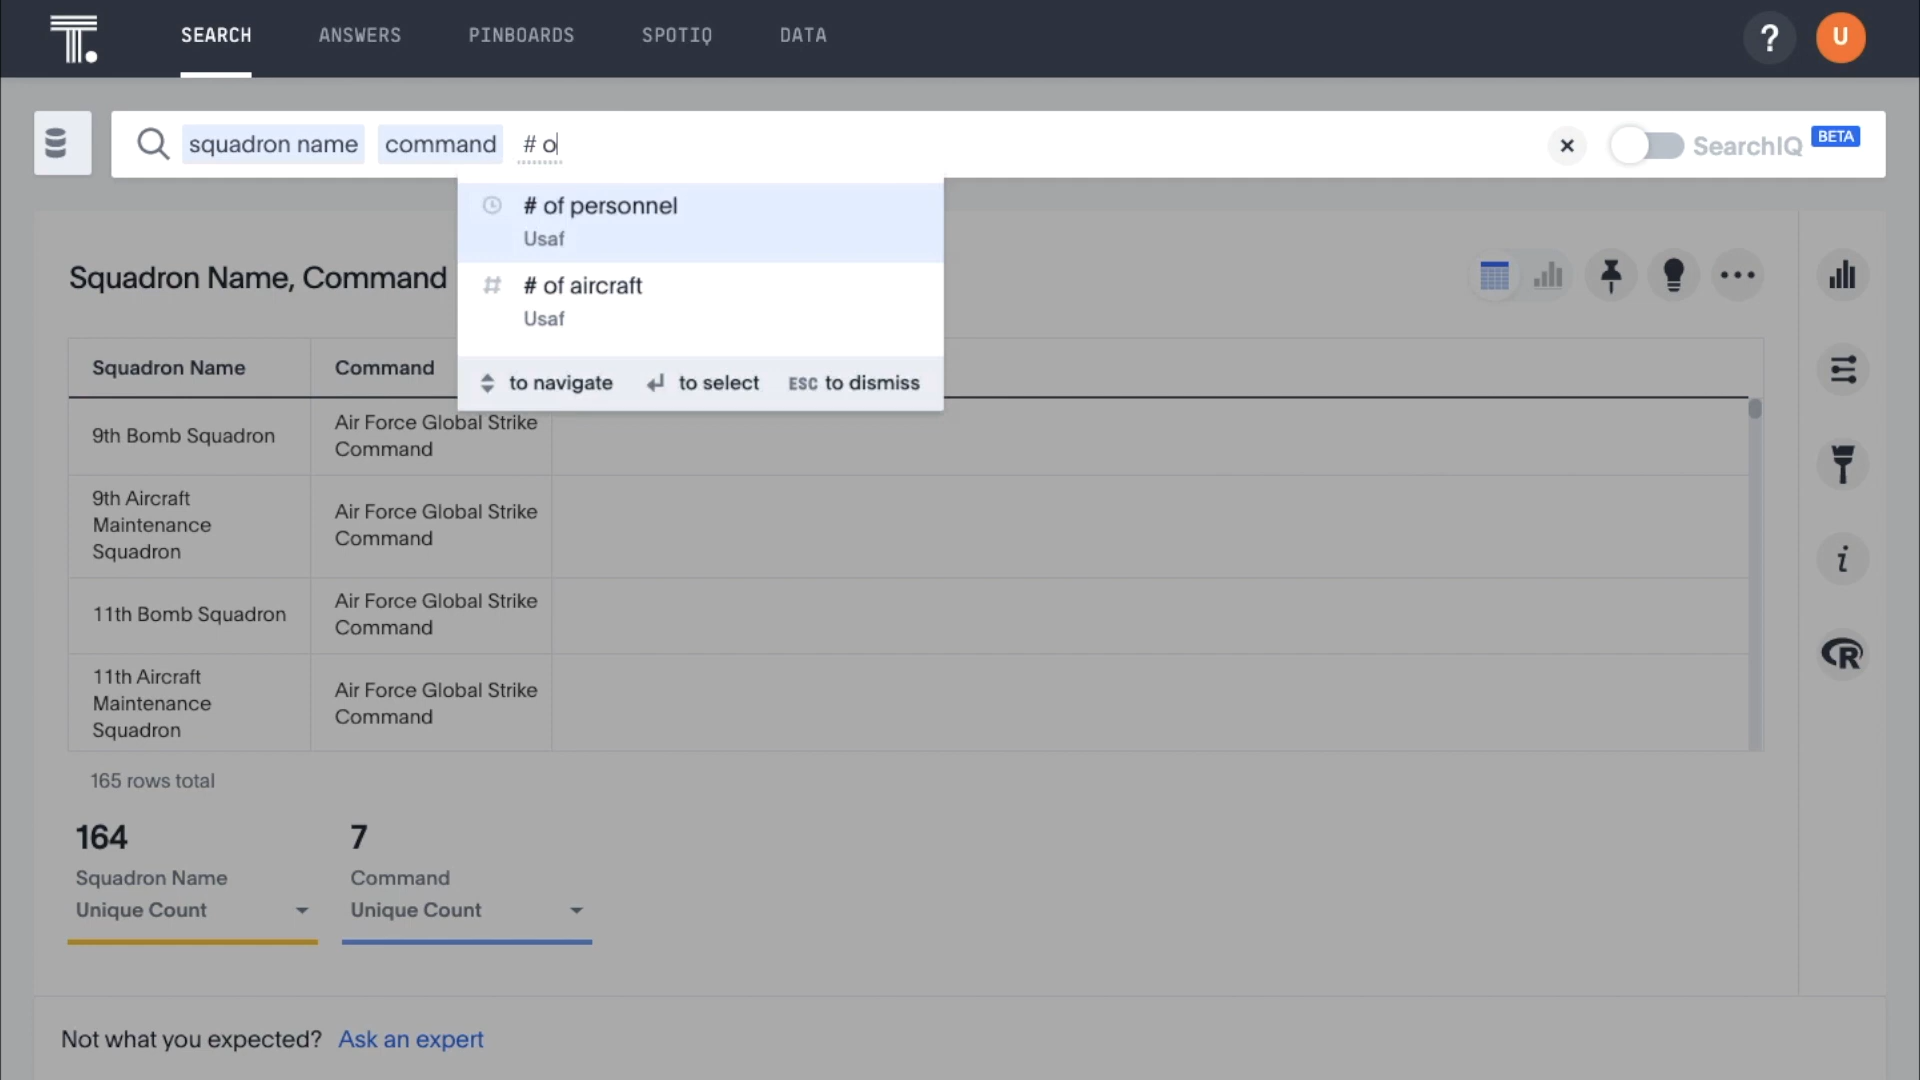 T.
SEARCH
ANSWERS
PINBOARDS
SPOTIQ
DATA
?
U
squadron name
command
# o
SearchIQ
BETA
# of personnel
Usaf
# of aircraft
Usaf
to navigate
to select
ESC to dismiss
Squadron Name, Command
Squadron Name
Command
9th Bomb Squadron
Air Force Global Strike
Command
9th Aircraft
Maintenance
Squadron
Air Force Global Strike
Command
11th Bomb Squadron
Air Force Global Strike
Command
11th Aircraft
Maintenance
Squadron
Air Force Global Strike
Command
165 rows total
164
Squadron Name
Unique Count
7
Command
Unique Count
i
R
Not what you expected? Ask an expert